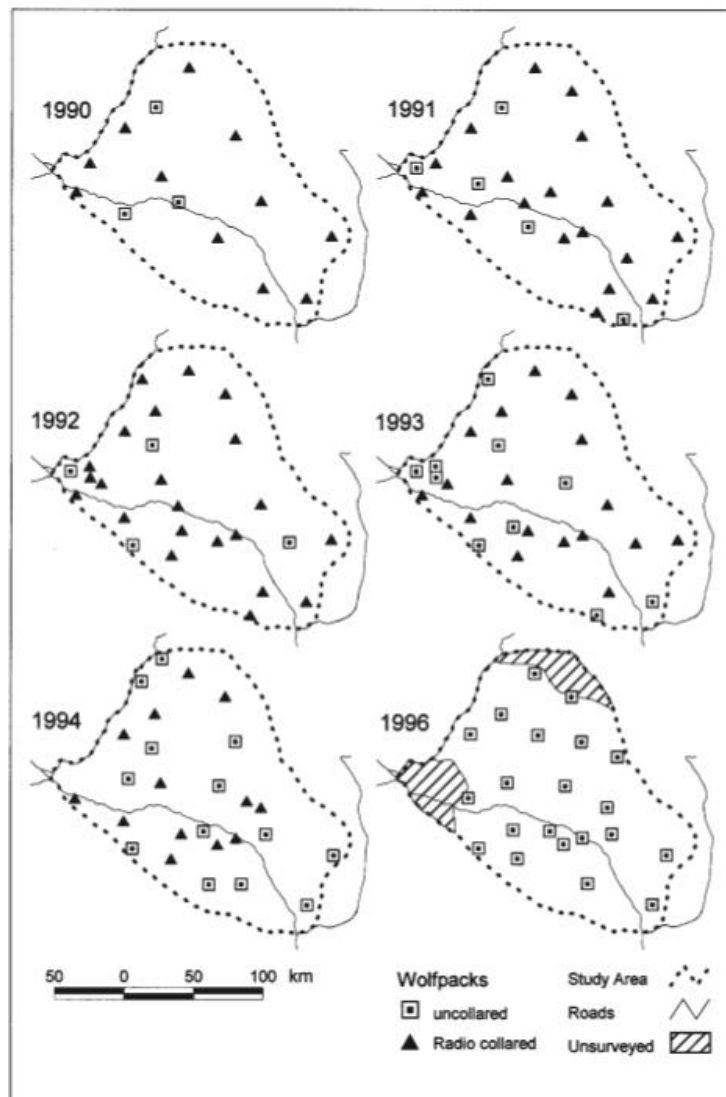 1990
1991
1992
1993
1994
1996
50 0 50 100 km
Wolfpacks
uncollared
Radio collared
Study Area
Roads
Unsurveyed